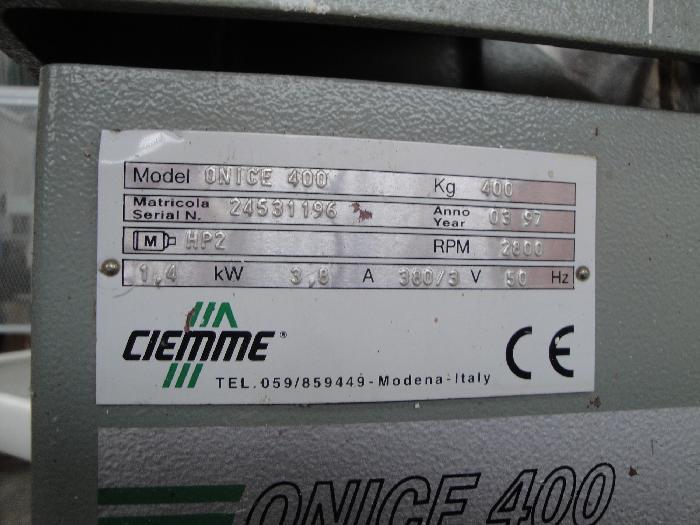 Model ONICE 400 Kg 400
Matricola Serial N. 24531196 Anno Year 03 97
M HP2 RPM 2800
1,4 kW 3,8 A 380/3 V 50 Hz
CIEMME®
CE
TEL.059/859449-Modena-Italy
ONICE 400